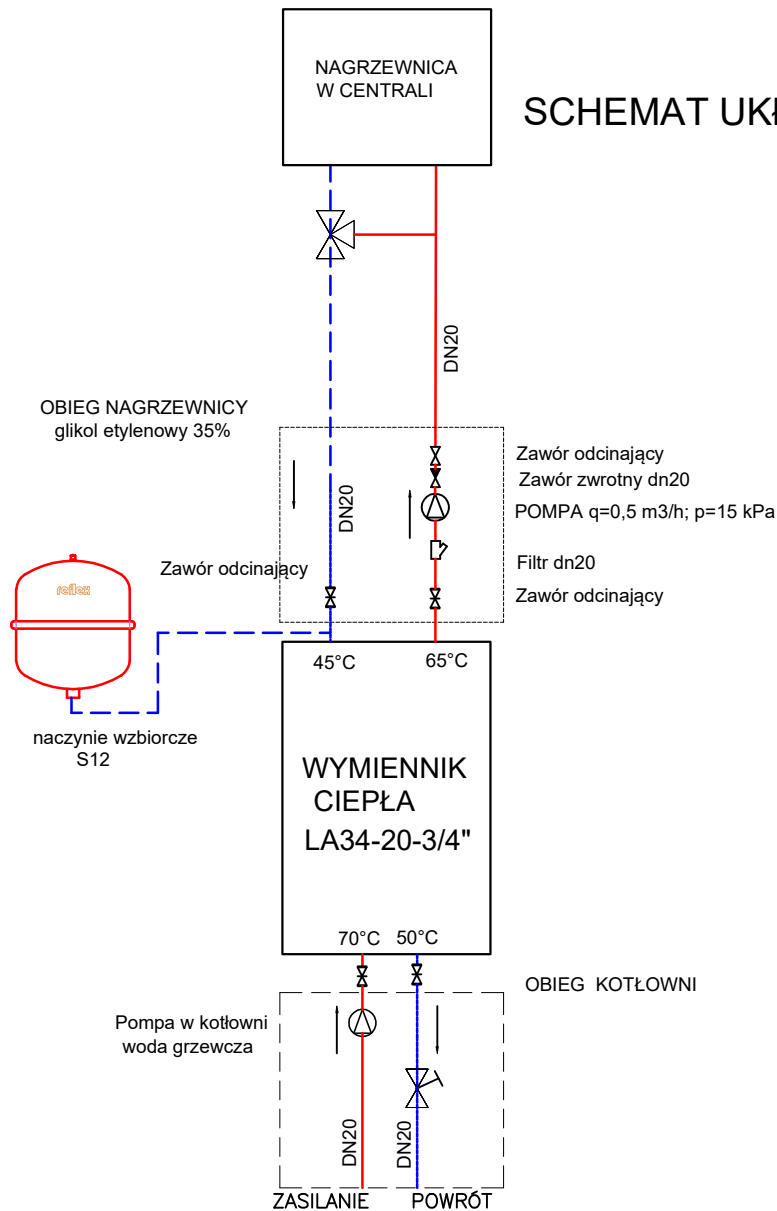 NAGRZEWNICA
W CENTRALI
SCHEMAT UKŁ
DN20
OBIEG NAGRZEWNICY
glikol etylenowy 35%
Zawór odcinający
Zawór zwrotny dn20
DN20
POMPA q=0,5 m3/h; p=15 kPa
Filtr dn20
Zawór odcinający
Zawór odcinający
reflex
45°C
65°C
naczynie wzbiorcze
S12
WYMIENNIK
CIEPŁA
LA34-20-3/4"
70°C
50°C
OBIEG KOTŁOWNI
Pompa w kotłowni
woda grzewcza
DN20
DN20
ZASILANIE
POWRÓT